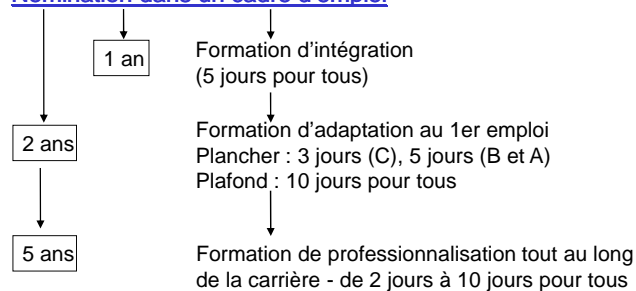 Nomination dans un cadre d'emploi
1 an
Formation d'intégration
(5 jours pour tous)
2 ans
Formation d'adaptation au 1er emploi
Plancher : 3 jours (C), 5 jours (B et A)
Plafond : 10 jours pour tous
5 ans
Formation de professionnalisation tout au long
de la carrière - de 2 jours à 10 jours pour tous